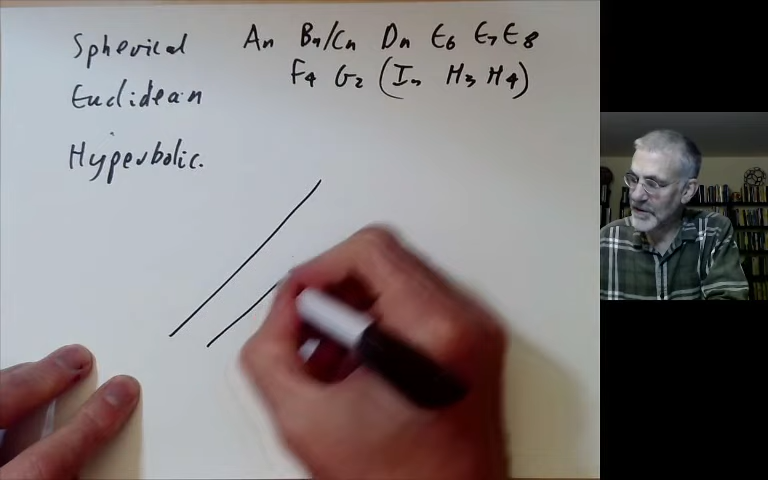 Spherical An Bn/Cn Dn E6 E7 E8
F4 G2 (In H3 H4)
Euclidean
Hyperbolic.